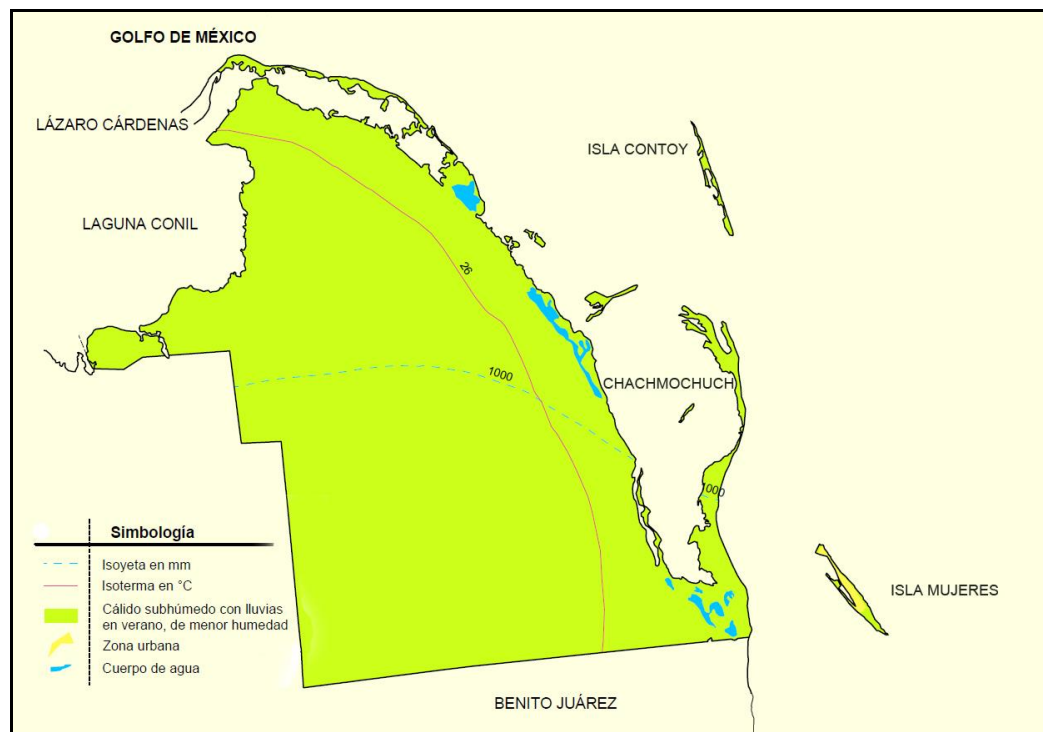 GOLFO DE MÉXICO
LÁZARO CÁRDENAS
ISLA CONTOY
LAGUNA CONIL
26
1000
CHACHMOCHUCH
1000
Simbología
Isoyeta en mm
Isoterma en °C
Cálido subhúmedo con lluvias
en verano, de menor humedad
Zona urbana
Cuerpo de agua
ISLA MUJERES
BENITO JUÁREZ